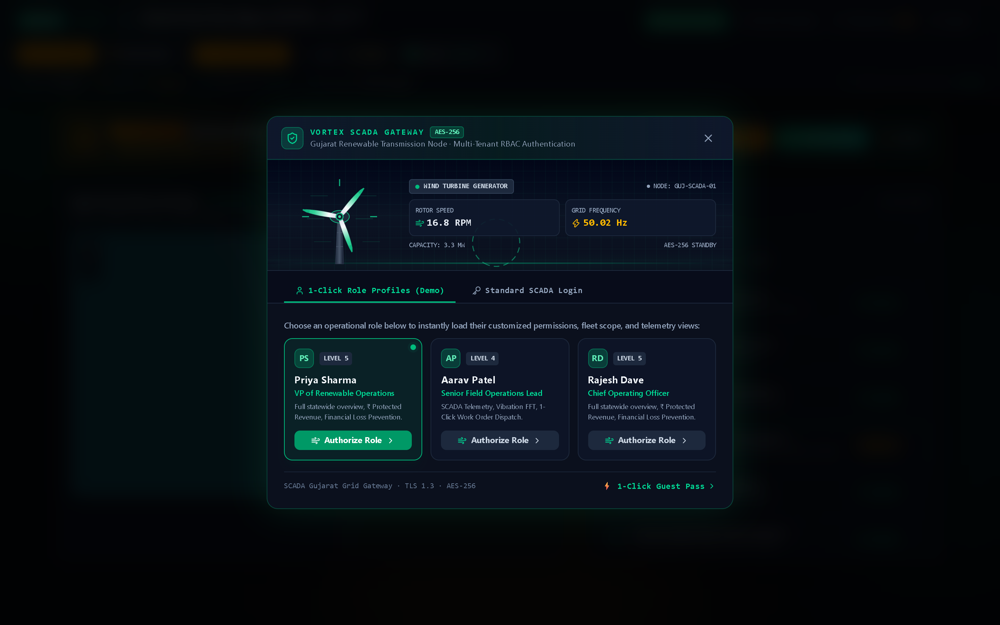 VORTEX SCADA GATEWAY AES-256
Gujarat Renewable Transmission Node · Multi-Tenant RBAC Authentication
WIND TURBINE GENERATOR
NODE: GUJ-SCADA-01
ROTOR SPEED
16.8 RPM
GRID FREQUENCY
50.02 Hz
CAPACITY: 3.3 MW
AES-256 STANDBY
1-Click Role Profiles (Demo)
Standard SCADA Login
Choose an operational role below to instantly load their customized permissions, fleet scope, and telemetry views:
PS LEVEL 5
Priya Sharma
VP of Renewable Operations
Full statewide overview, ₹ Protected
Revenue, Financial Loss Prevention.
Authorize Role
AP LEVEL 4
Aarav Patel
Senior Field Operations Lead
SCADA Telemetry, Vibration FFT, 1-
Click Work Order Dispatch.
Authorize Role
RD LEVEL 5
Rajesh Dave
Chief Operating Officer
Full statewide overview, ₹ Protected
Revenue, Financial Loss Prevention.
Authorize Role
SCADA Gujarat Grid Gateway · TLS 1.3 · AES-256
1-Click Guest Pass